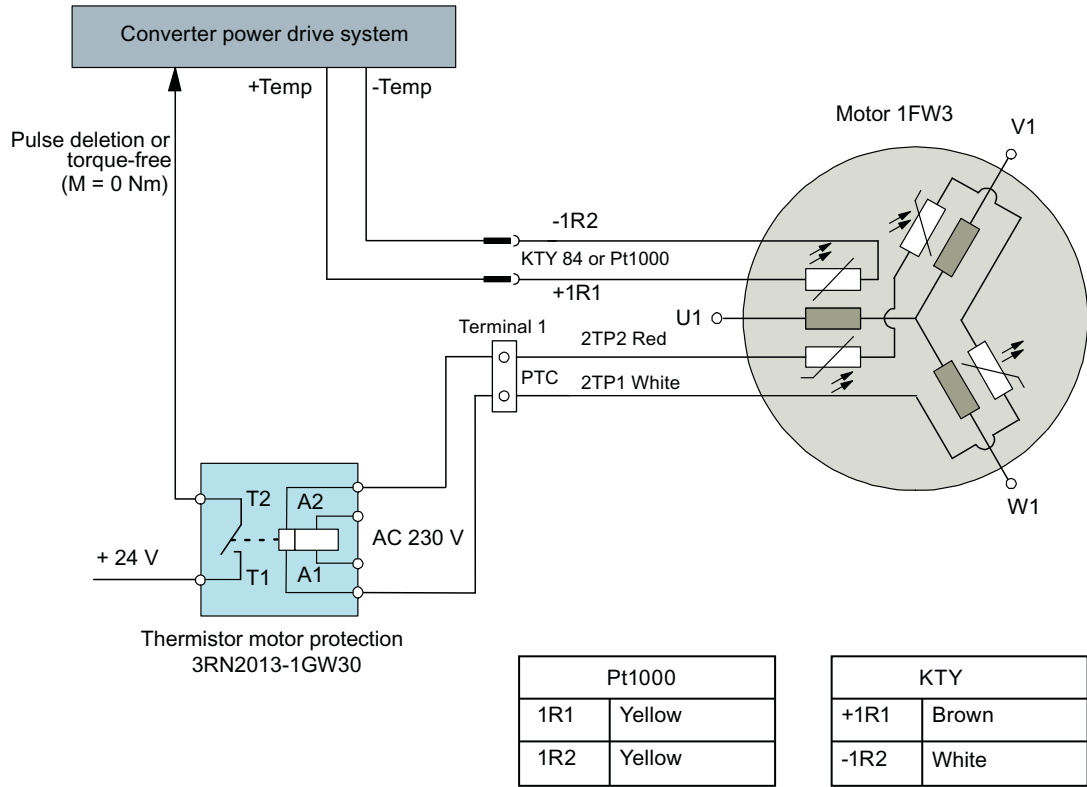 Converter power drive system
+Temp
-Temp
Pulse deletion or
torque-free
(M = 0 Nm)
Motor 1FW3
V1
-1R2
KTY 84 or Pt1000
+1R1
U1
Terminal 1
2TP2 Red
PTC
2TP1 White
W1
T2
A2
AC 230 V
+ 24 V
T1
A1
Thermistor motor protection
3RN2013-1GW30
Pt1000
1R1 Yellow
1R2 Yellow
KTY
+1R1 Brown
-1R2 White